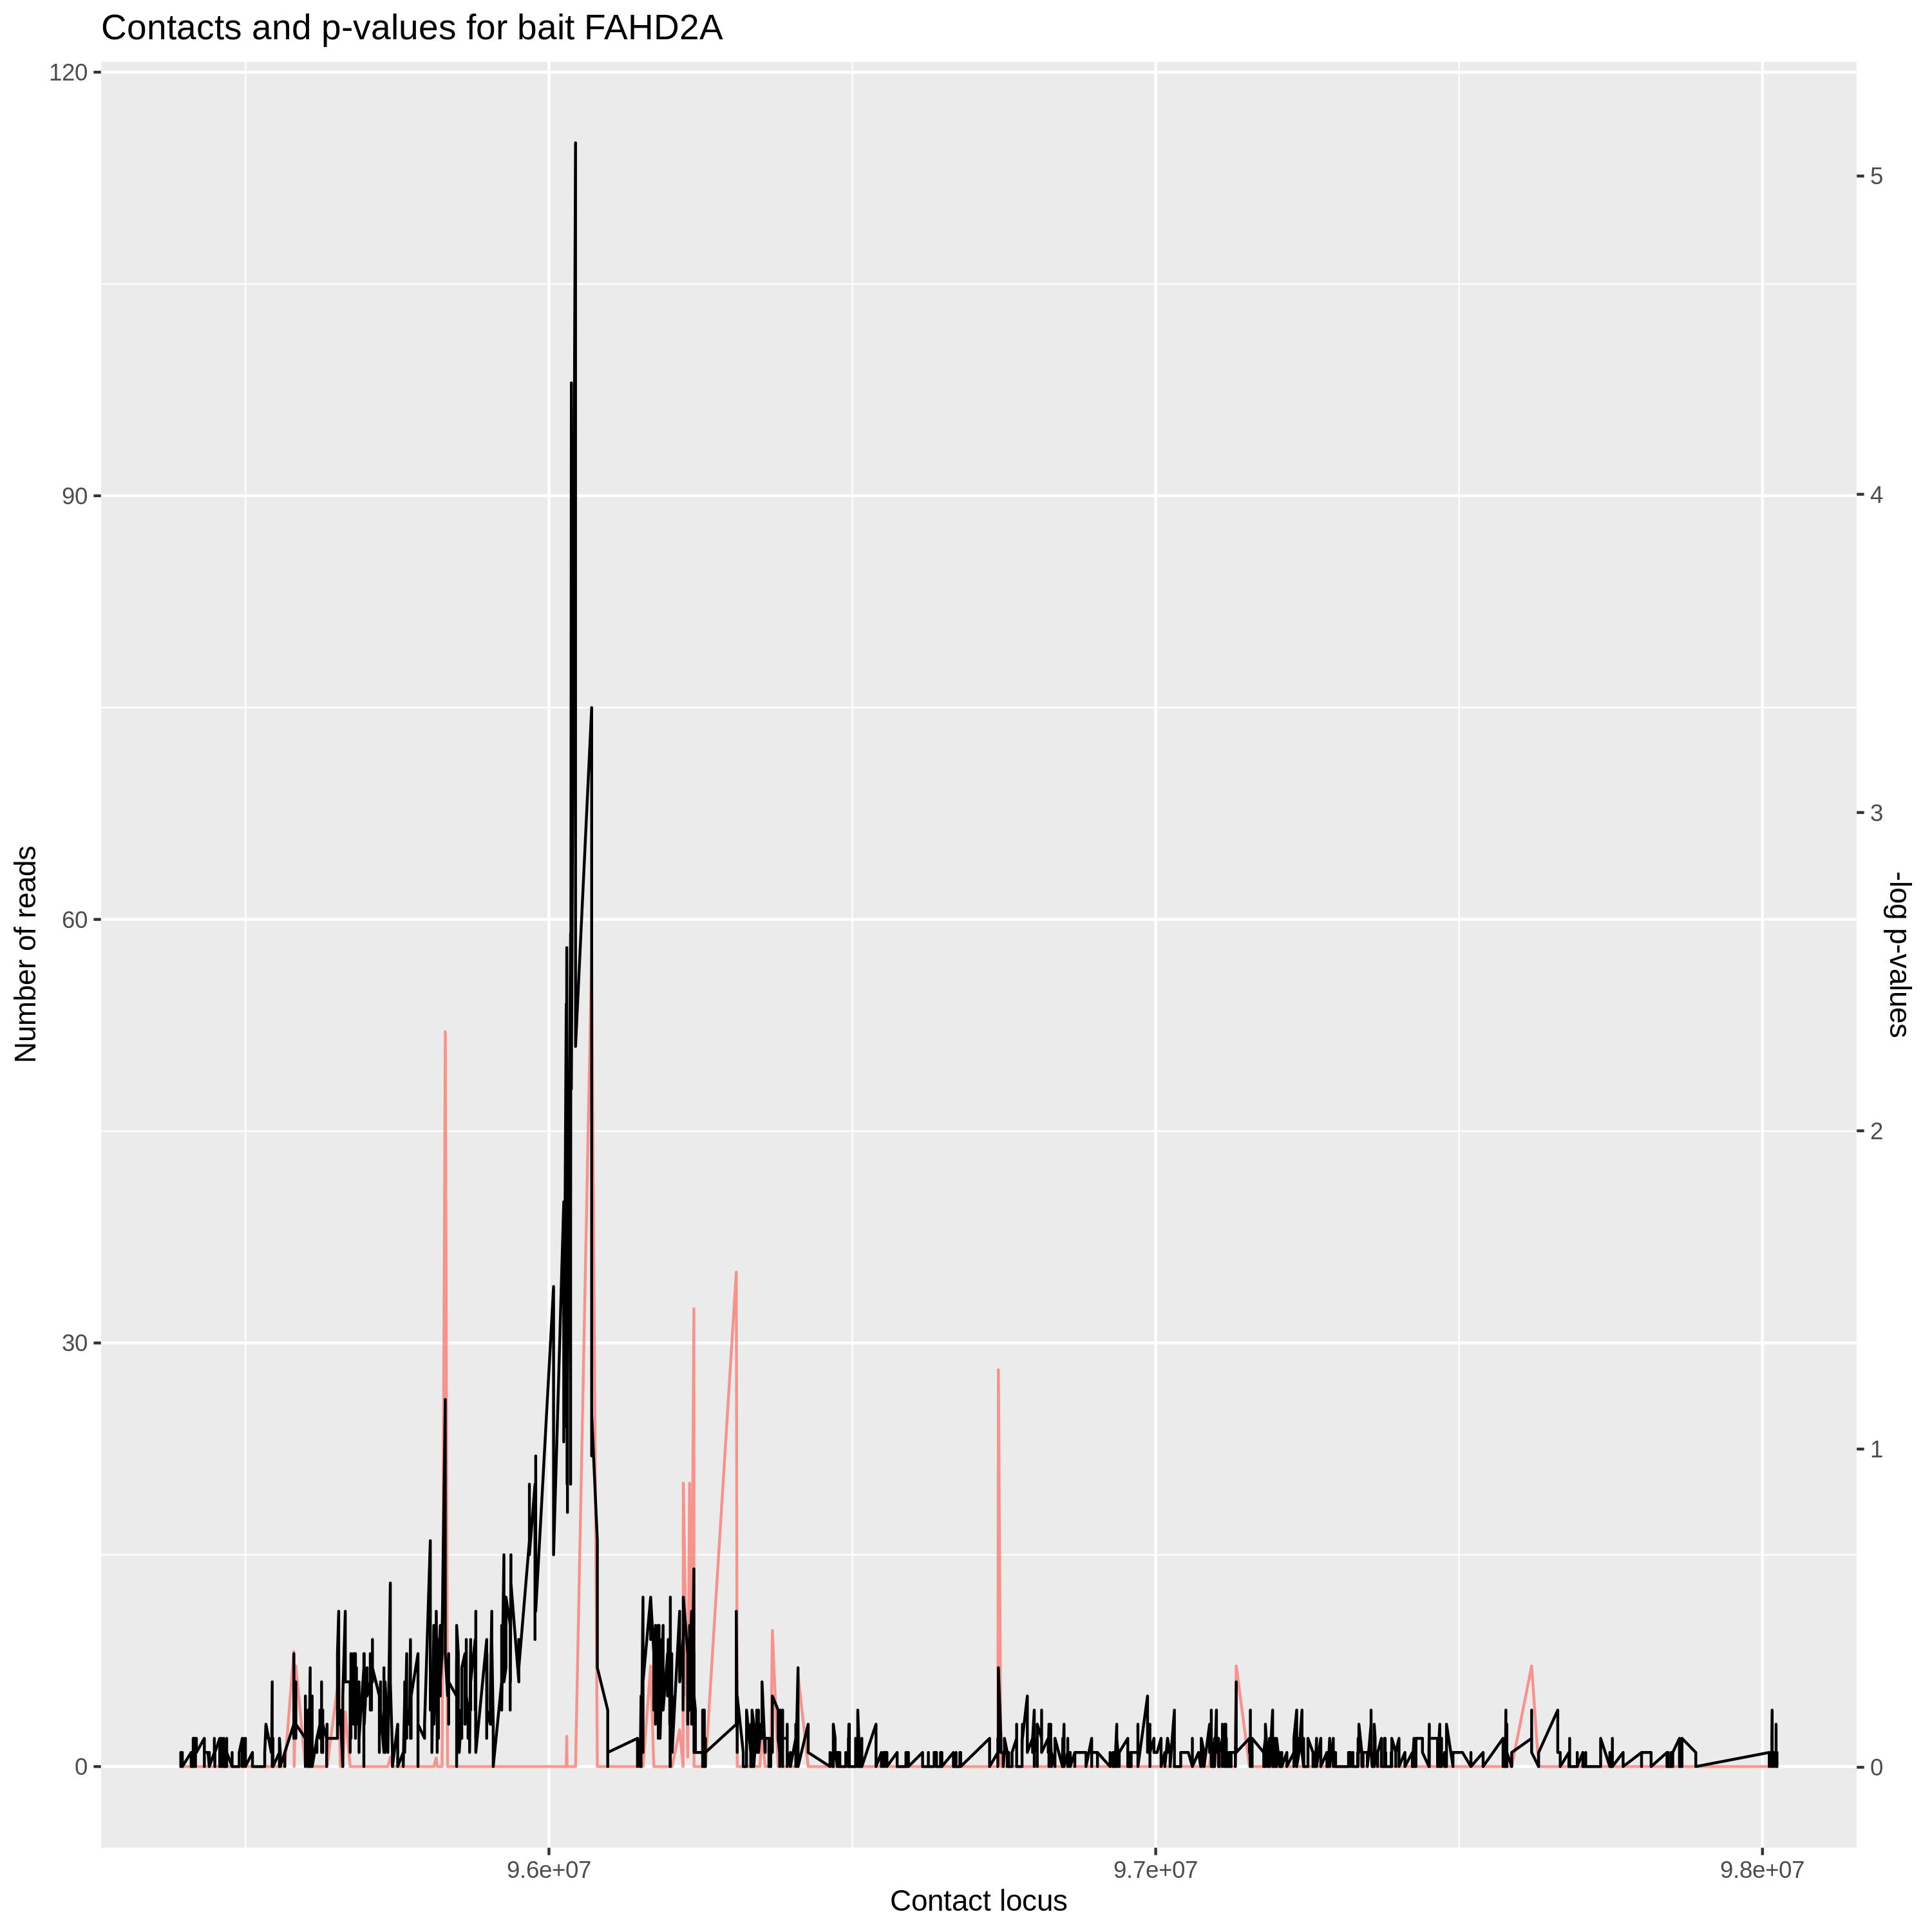 Contacts and p-values for bait FAHD2A
120
90
60
30
0
5
4
3
2
1
0
Number of reads
-log p-values
9.6e+07
9.7e+07
9.8e+07
Contact locus